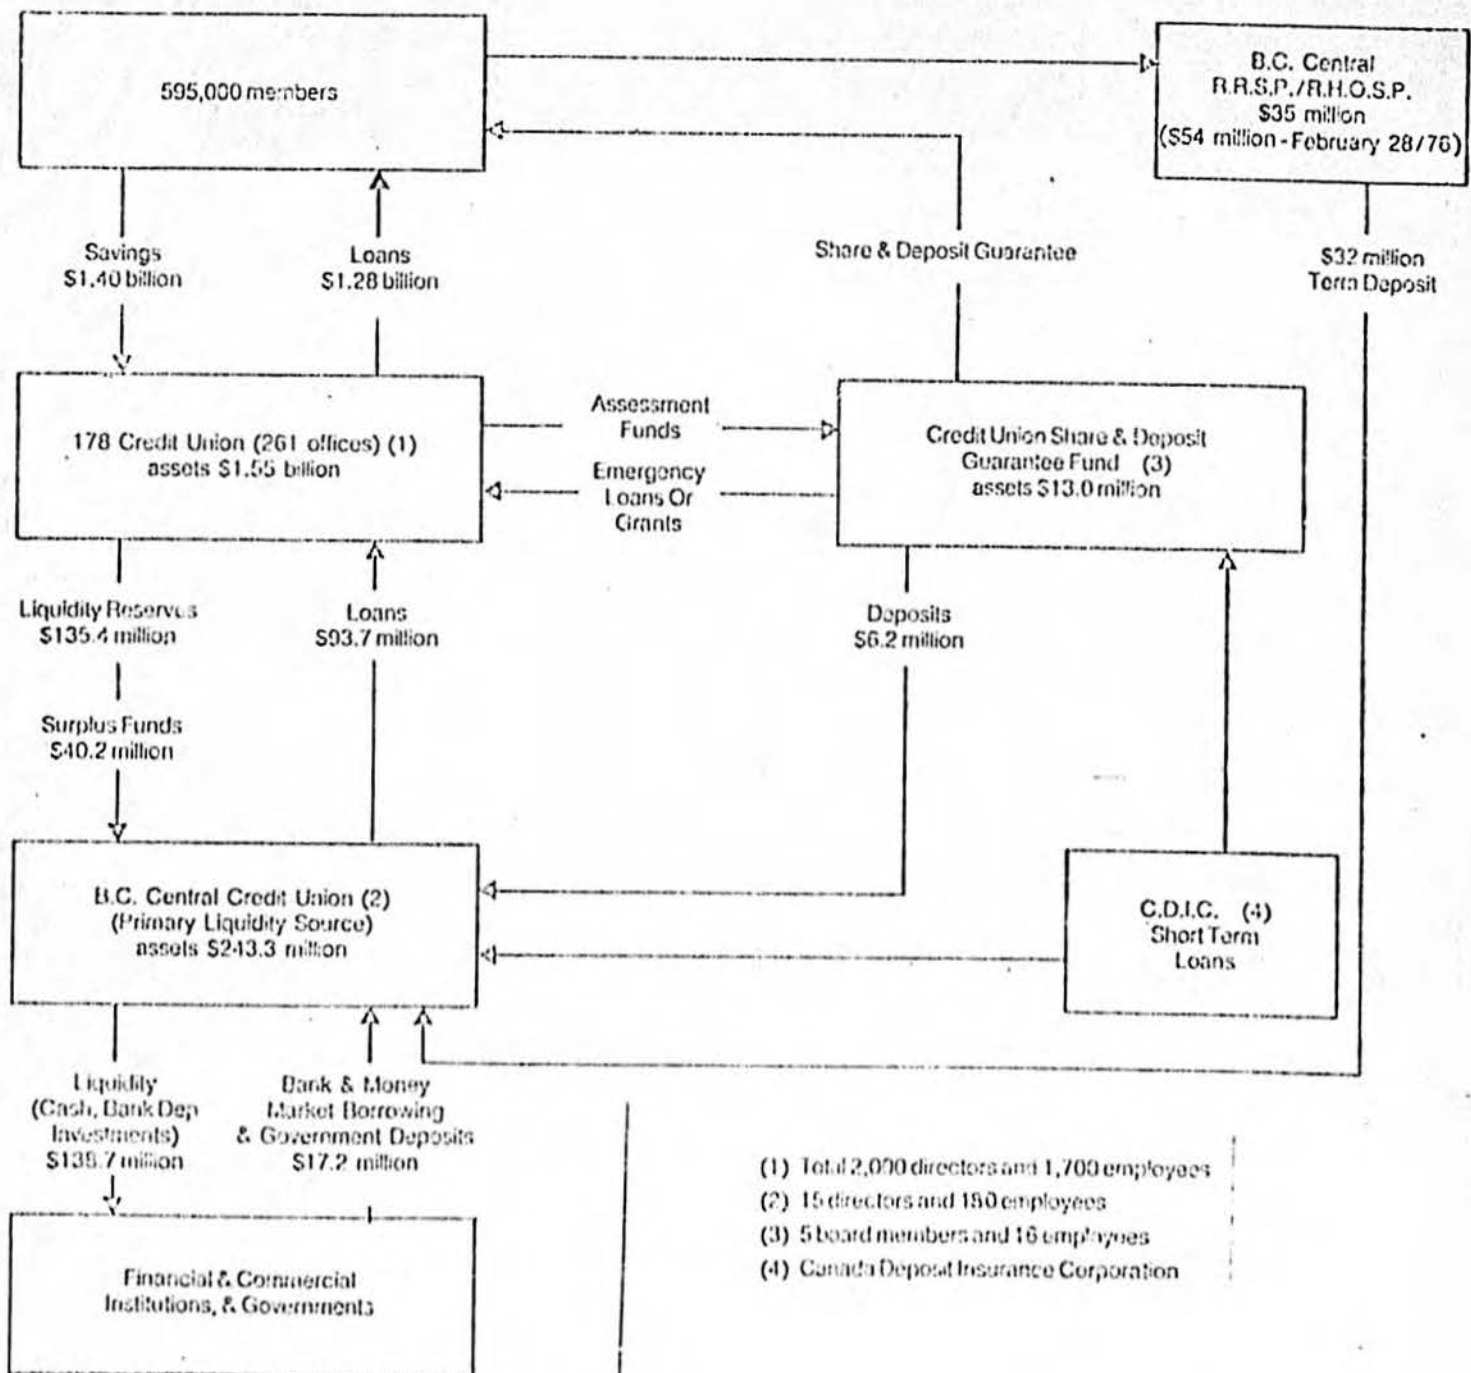 595,000 members
B.C. Central
R.R.S.P./R.H.O.S.P.
$35 million
($54 million - February 28/76)
Savings
$1.40 billion
Loans
$1.28 billion
Share & Deposit Guarantee
$32 million
Term Deposit
178 Credit Union (261 offices) (1)
assets $1.55 billion
Assessment
Funds
Emergency
Loans Or
Grants
Credit Union Share & Deposit
Guarantee Fund (3)
assets $13.0 million
Liquidity Reserves
$135.4 million
Loans
$93.7 million
Deposits
$6.2 million
Surplus Funds
$40.2 million
B.C. Central Credit Union (2)
(Primary Liquidity Source)
assets $243.3 million
C.D.I.C. (4)
Short Term
Loans
Liquidity
(Cash, Bank Dep
Investments)
million
Bank & Money
Market Borrowing
& Government Deposits
$17.2 million
(1) Total 2,000 directors and 1,700 employees
(2) 15 directors and 180 employees
(3) 5 board members and 16 employees
(4) Canada Deposit Insurance Corporation
Financial & Commercial
Institutions, & Governments